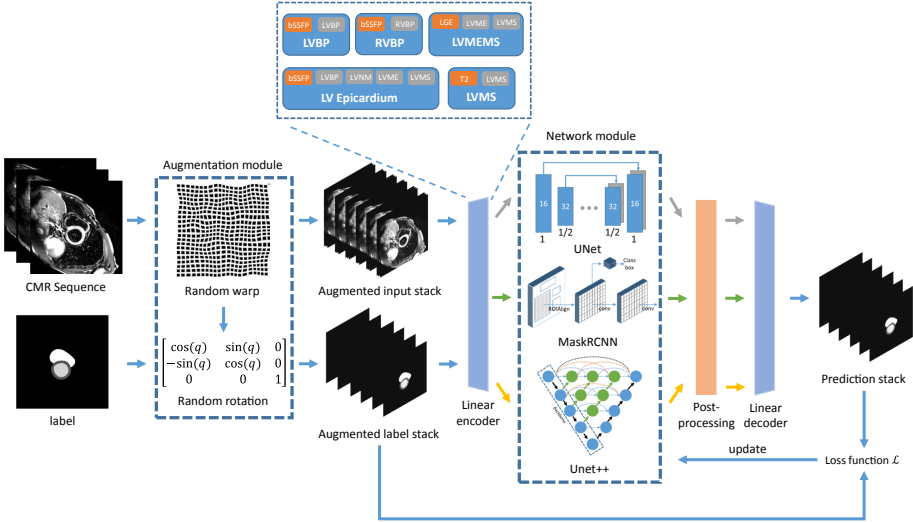 bSSFP LVBP
LVBP
bSSFP RVBP
RVBP
LGE LVME LVMS
LVMEMS
bSSFP LVBP LVNM LVME LVMS
LV Epicardium
T2 LVMS
LVMS
Augmentation module
Network module
CMR Sequence
Random warp
Augmented input stack
16 32 32 16
1 1/2 1/2 1
UNet
Class
box
ROIAlign conv conv
MaskRCNN
cos(q) sin(q) 0
−sin(q) cos(q) 0
0 0 1
Random rotation
label
Augmented label stack
Linear
encoder
Backbone
Unet++
Post-
processing
Linear
decoder
Prediction stack
update
Loss function ℒ